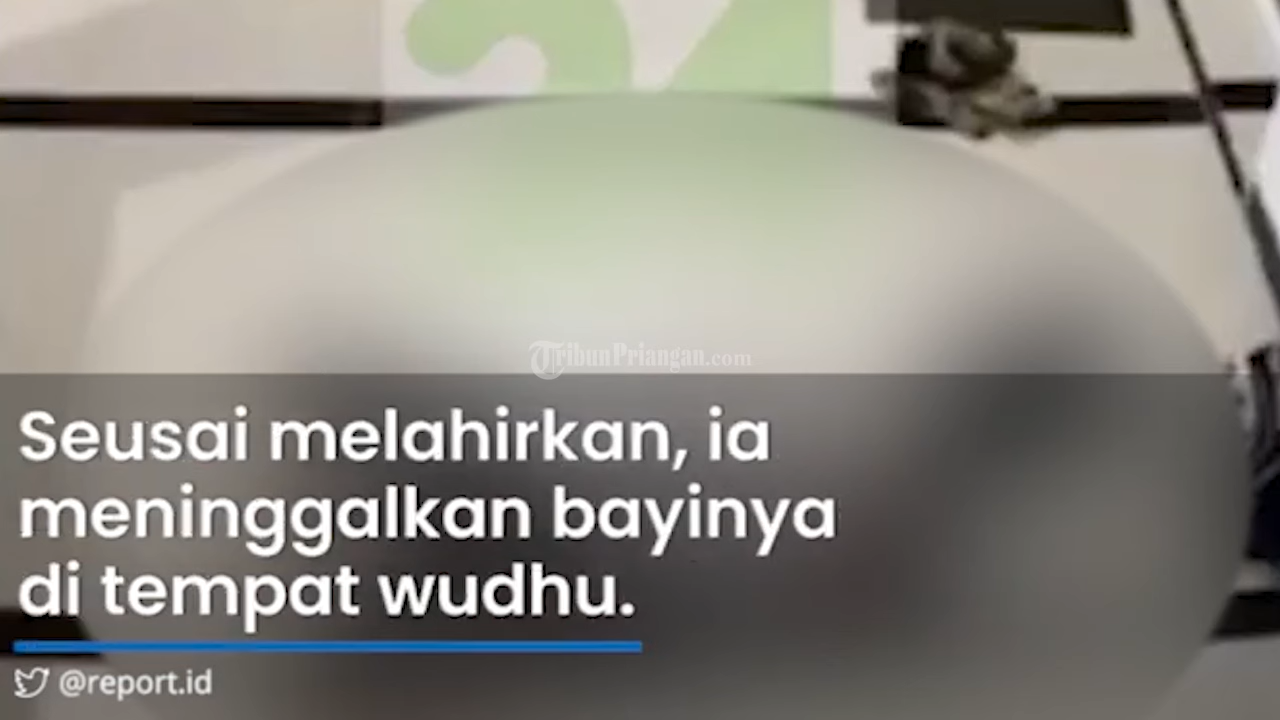 TribunPriangan.com
Seusai melahirkan, ia
meninggalkan bayinya
di tempat wudhu.
@report.id